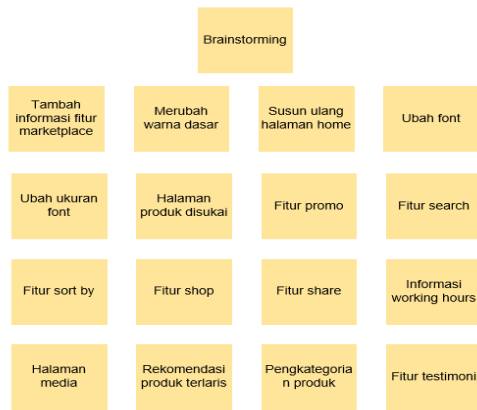 Brainstorming
Tambah
informasi fitur
marketplace
Merubah
warna dasar
Susun ulang
halaman home
Ubah font
Ubah ukuran
font
Halaman
produk disukai
Fitur promo
Fitur search
Fitur sort by
Fitur shop
Fitur share
Informasi
working hours
Halaman
media
Rekomendasi
produk terlaris
Pengkategoria
n produk
Fitur testimoni